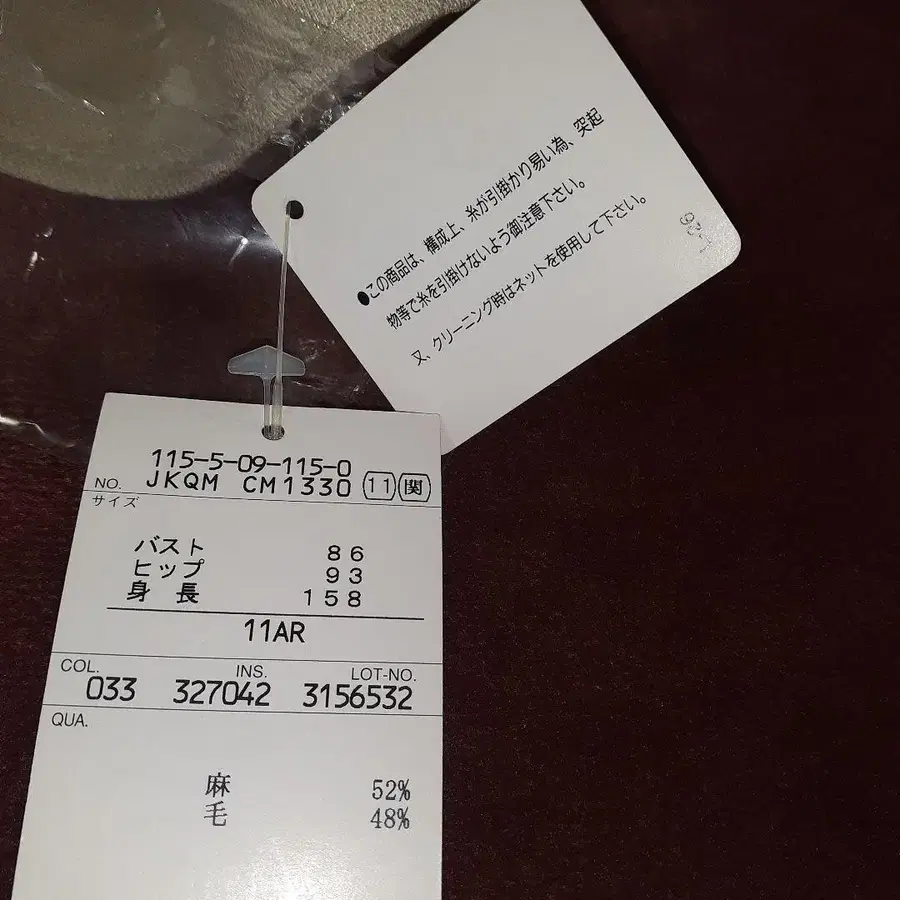 ●この商品は、構成上、糸が引掛かり易い為、突起
物等で糸を引掛けないよう御注意下さい。
又、クリーニング時はネットを使用して下さい。
115-5-09-115-0
NO. JKQM CM1330 11 関
サイズ
バスト 86
ヒップ 93
身長 158
11AR
COL. INS. LOT-NO.
033 327042 3156532
QUA.
麻 52%
毛 48%